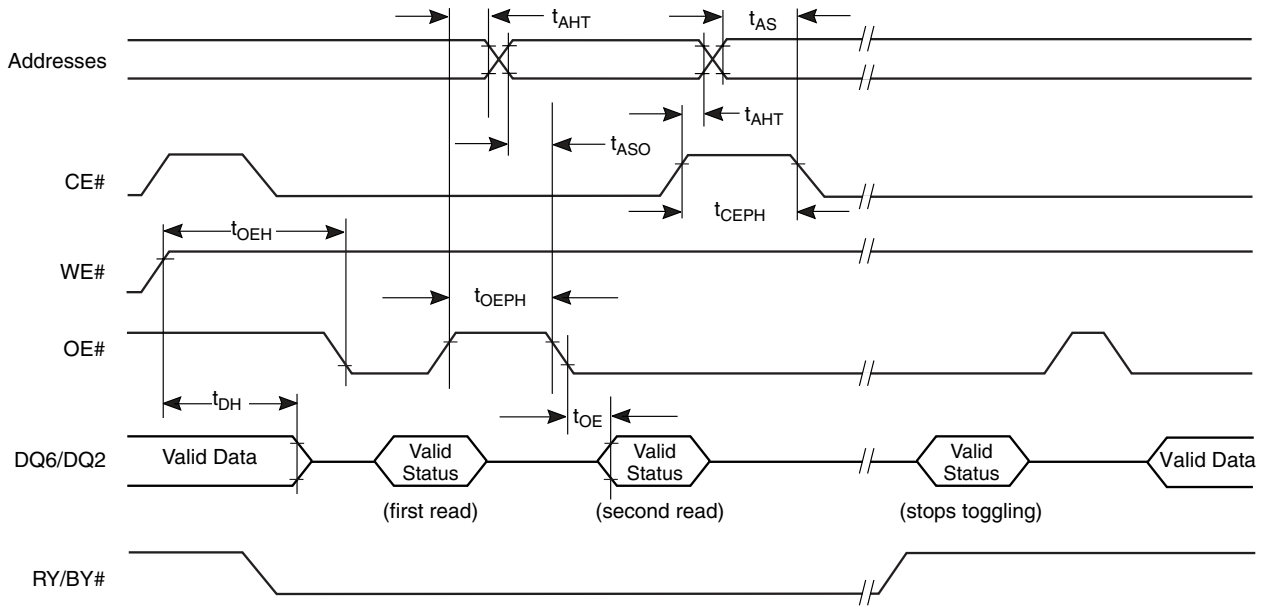 tAHT
tAS
Addresses
tAHT
tASO
CE#
tCEPH
tOEH
WE#
tOEPH
OE#
tDH
tOE
DQ6/DQ2
Valid Data
Valid
Status
Valid
Status
Valid
Status
Valid Data
(first read)
(second read)
(stops toggling)
RY/BY#